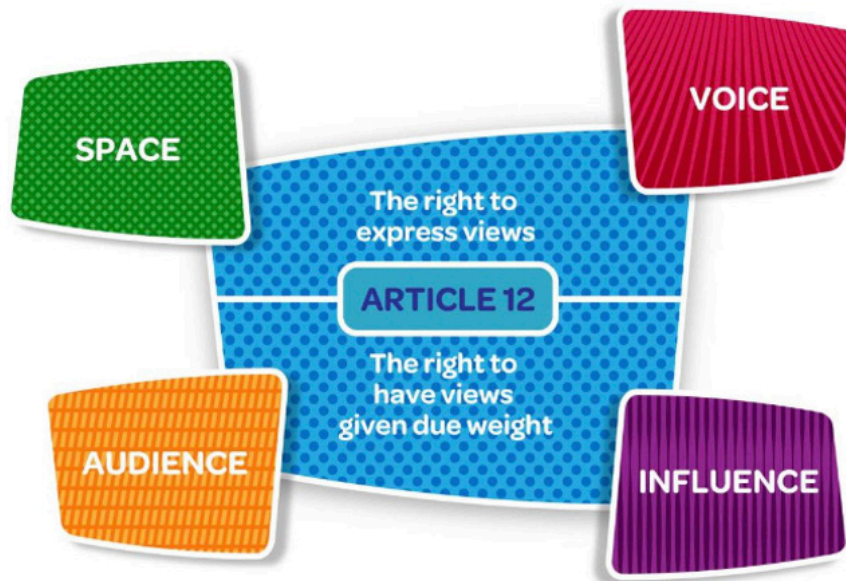 SPACE
VOICE
The right to
express views
ARTICLE 12
The right to
have views
given due weight
AUDIENCE
INFLUENCE